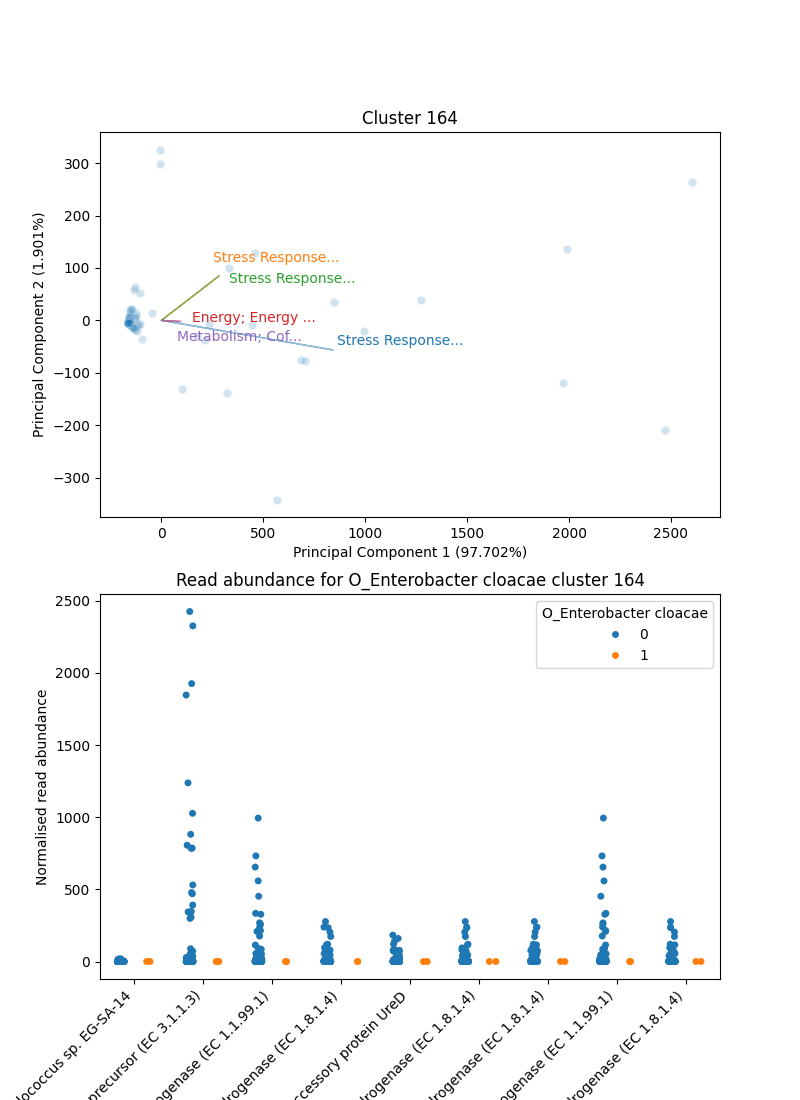 Cluster 164
Principal Component 2 (1.901%)
300
200
100
0
−100
−200
−300
Stress Response...
Stress Response...
Energy; Energy ...
Metabolism; Cof...
Stress Response...
0 500 1000 1500 2000 2500
Principal Component 1 (97.702%)
Read abundance for O_Enterobacter cloacae cluster 164
Normalised read abundance
2500
2000
1500
1000
500
0
O_Enterobacter cloacae
0
1
lococcus sp. EG-SA-14
precursor (EC 3.1.1.3)
ogenase (EC 1.1.99.1)
drogenase (EC 1.8.1.4)
ccessory protein UreD
drogenase (EC 1.8.1.4)
drogenase (EC 1.8.1.4)
ogenase (EC 1.1.99.1)
drogenase (EC 1.8.1.4)